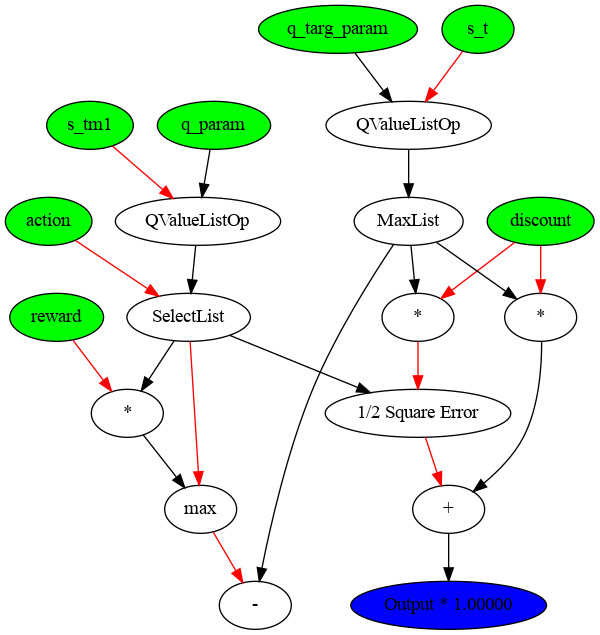 q_targ_param
s_t
s_tm1
q_param
QValueListOp
action
QValueListOp
MaxList
discount
reward
SelectList
*
*
*
1/2 Square Error
max
+
-
Output * 1.00000